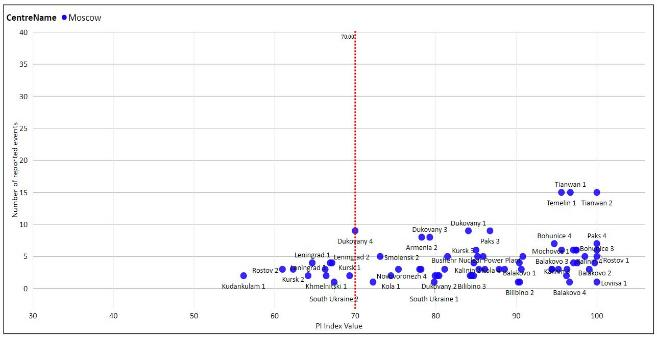 CentreName Moscow
70.00
40
35
30
25
20
15
10
5
0
Number of reported events
Tianwan 1
Temelin 1 Tianwan 2
Dukovany 1
Dukovany 3
Dukovany 4 Armenia 2 Paks 3 Bohunice 4 Paks 4
Leningrad 1 Leningrad 2 Smolensk 2 Kursk Mochovce Bohunice 3
Rostov 2 Kursk 1 Bushehr Nuclear Power Plant Balakovo 3 Rostov 1
Kursk 2 Novovoronezh 4 Balakovo 1 Balakovo 2
Kudankulam 1 Khmelnitski 1 Kola 1 Dukovany 2 Bilibino 3 Bilibino 2 Balakovo 4 Loviisa 1
South Ukraine 2 South Ukraine 1
30 40 50 60 70 80 90 100
PI Index Value